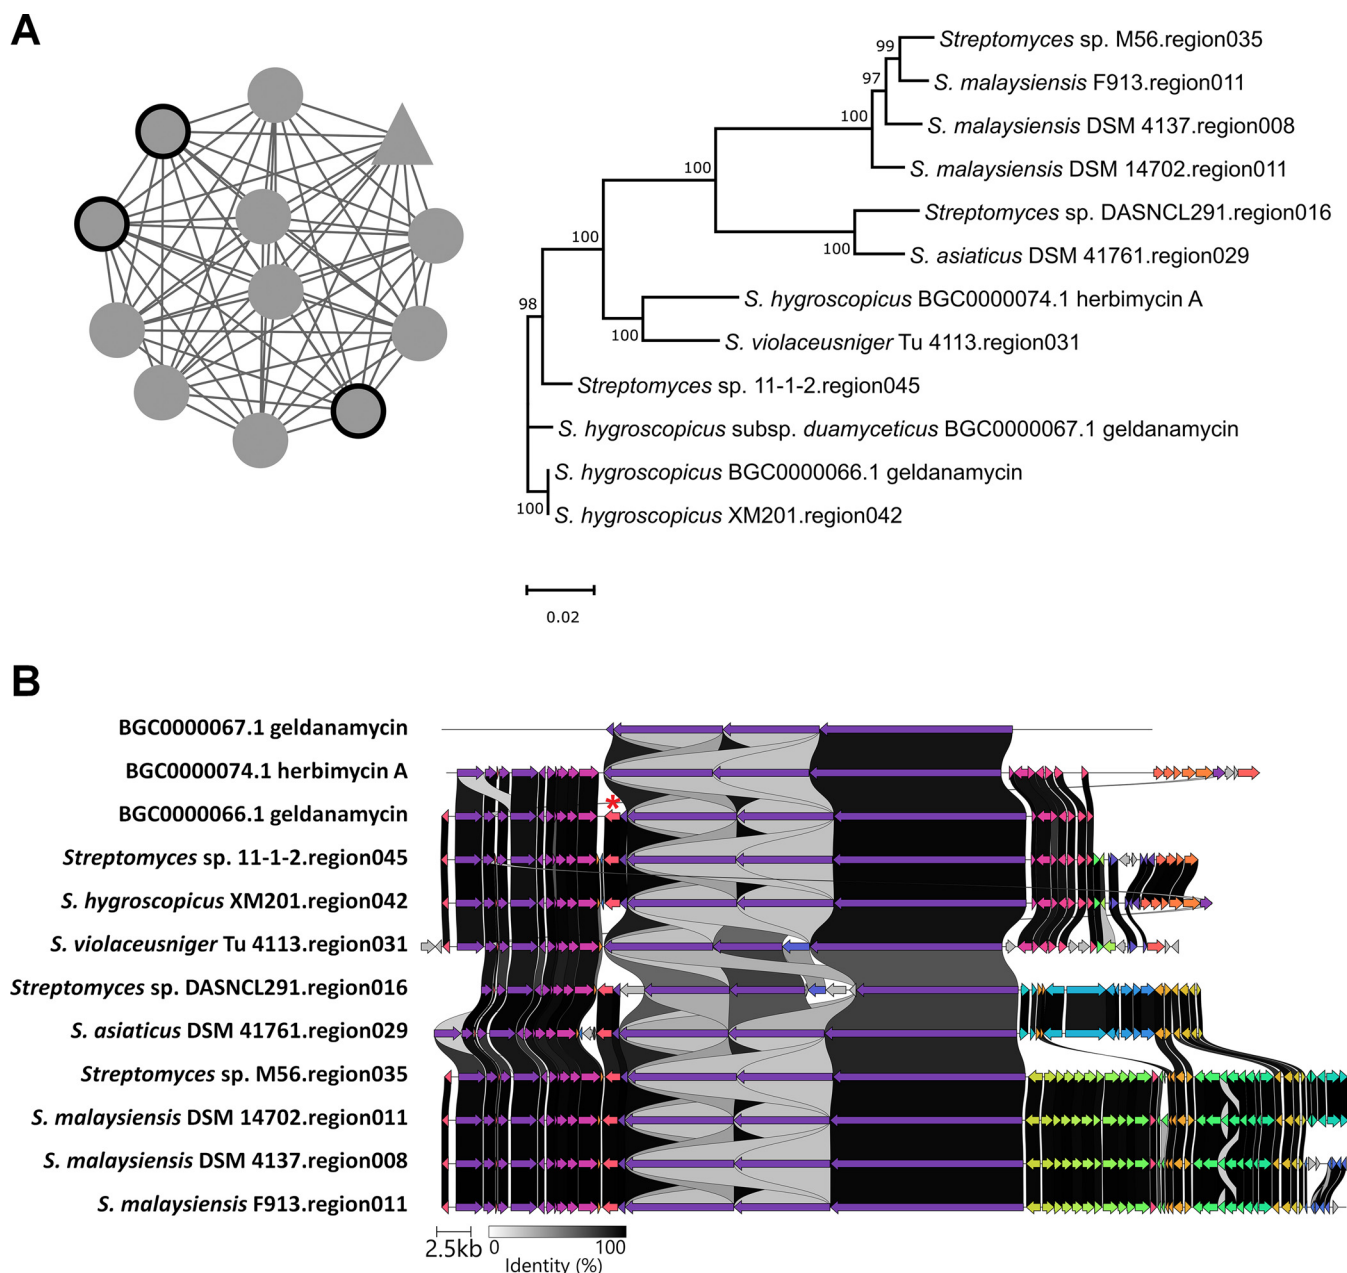 A
99
Streptomyces sp. M56.region035
97
S. malaysiensis F913.region011
100
S. malaysiensis DSM 4137.region008
S. malaysiensis DSM 14702.region011
100
Streptomyces sp. DASNCL291.region016
100
S. asiaticus DSM 41761.region029
100
S. hygroscopicus BGC0000074.1 herbimycin A
100
S. violaceusniger Tu 4113.region031
98
Streptomyces sp. 11-1-2.region045
S. hygroscopicus subsp. duamyceticus BGC0000067.1 geldanamycin
S. hygroscopicus BGC0000066.1 geldanamycin
100
S. hygroscopicus XM201.region042
0.02
B
BGC0000067.1 geldanamycin
BGC0000074.1 herbimycin A
*
BGC0000066.1 geldanamycin
Streptomyces sp. 11-1-2.region045
S. hygroscopicus XM201.region042
S. violaceusniger Tu 4113.region031
Streptomyces sp. DASNCL291.region016
S. asiaticus DSM 41761.region029
Streptomyces sp. M56.region035
S. malaysiensis DSM 14702.region011
S. malaysiensis DSM 4137.region008
S. malaysiensis F913.region011
2.5kb
0 100
Identity (%)